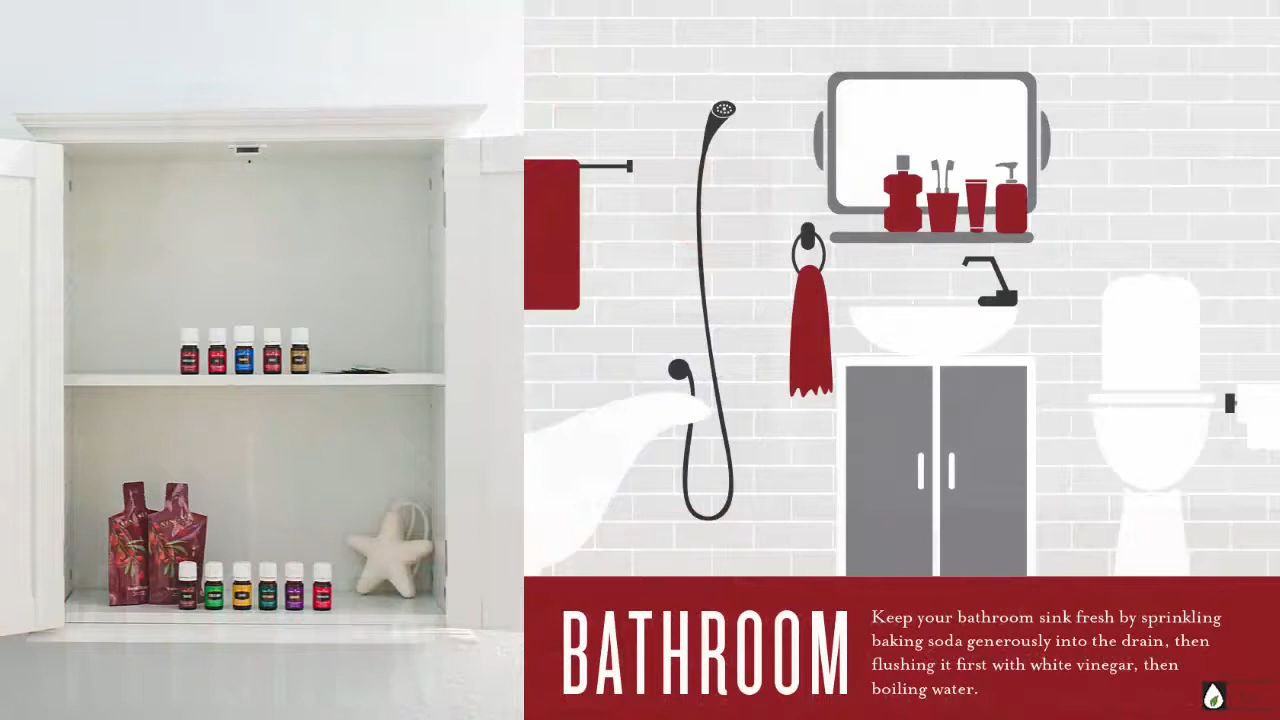 BATHROOM
Keep your bathroom sink fresh by sprinkling
baking soda generously into the drain, then
flushing it first with white vinegar, then
boiling water.